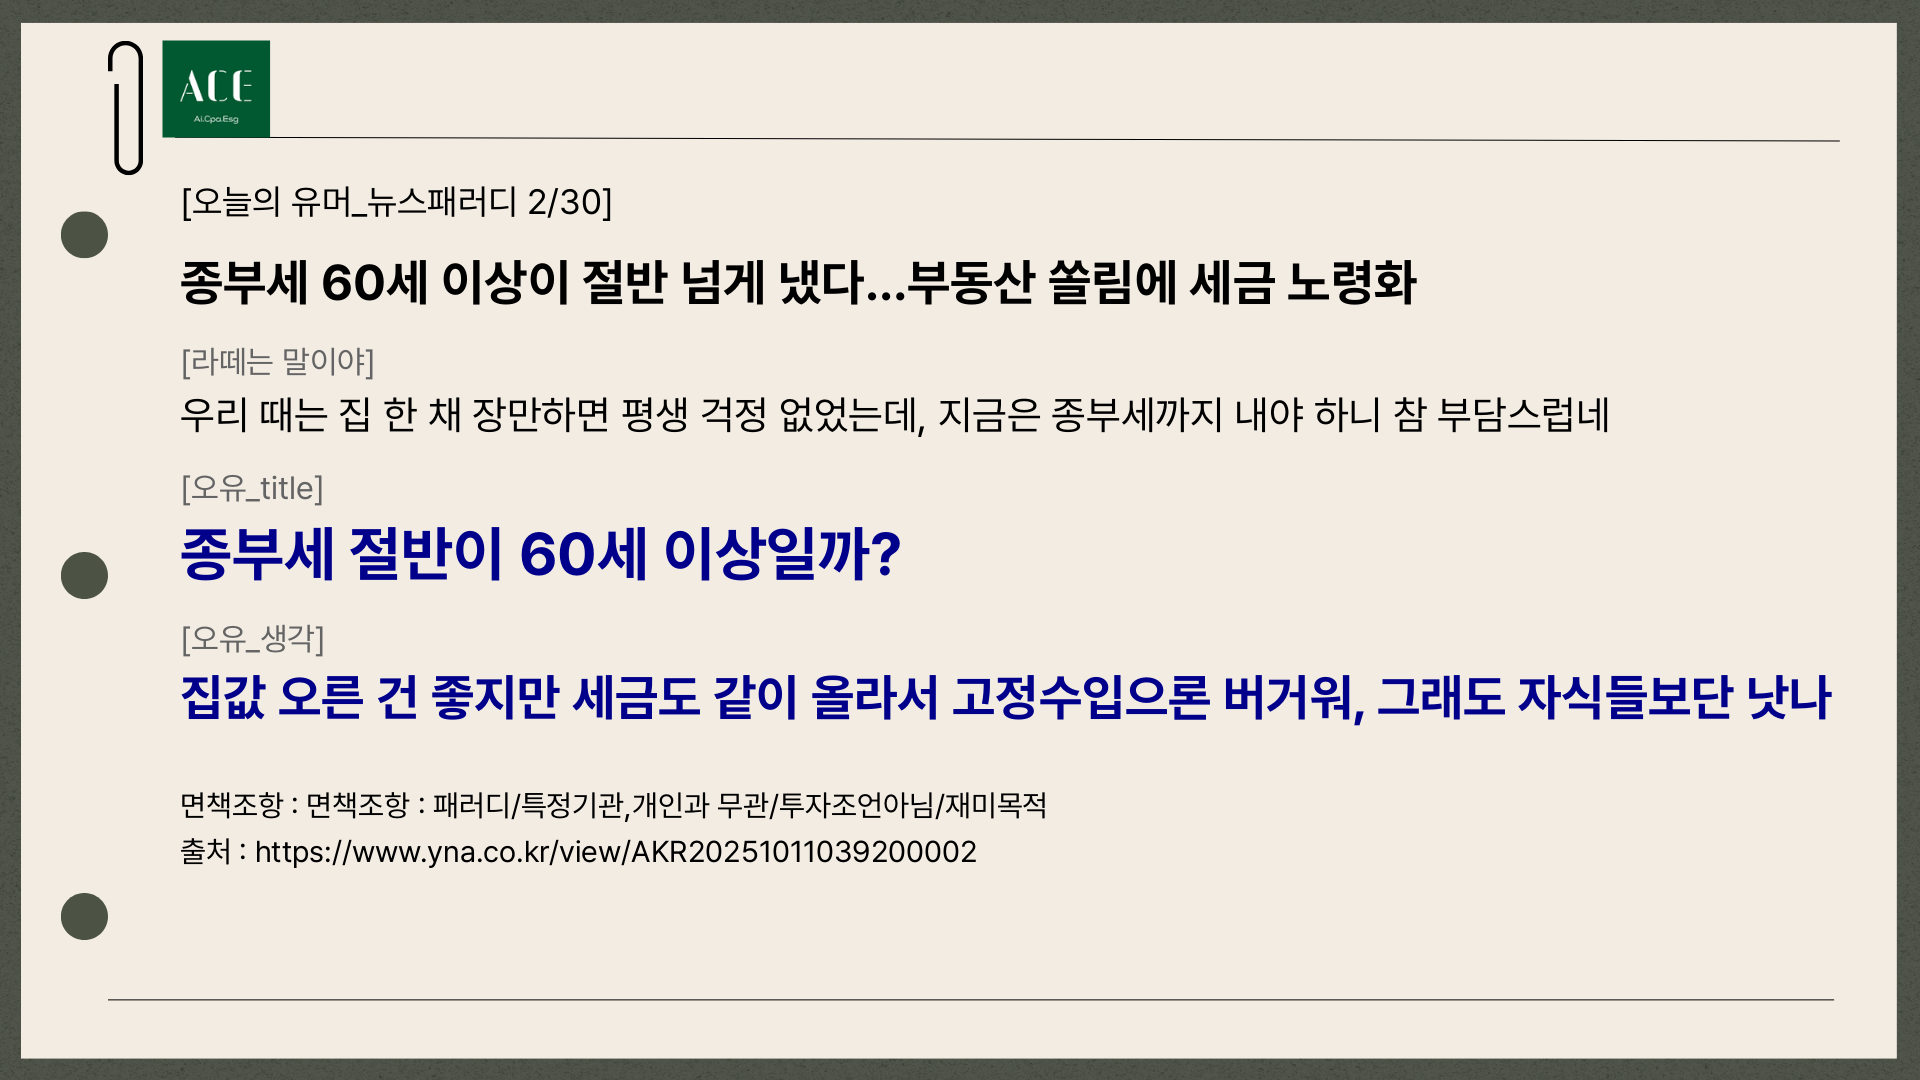 ACE
Ai.Cpa.Esg
[오늘의 유머_뉴스패러디 2/30]
종부세 60세 이상이 절반 넘게 냈다...부동산 쏠림에 세금 노령화
[라떼는 말이야]
우리 때는 집 한 채 장만하면 평생 걱정 없었는데, 지금은 종부세까지 내야 하니 참 부담스럽네
[오유_title]
종부세 절반이 60세 이상일까?
[오유_생각]
집값 오른 건 좋지만 세금도 같이 올라서 고정수입으론 버거워, 그래도 자식들보단 낫나
면책조항 : 면책조항 : 패러디/특정기관,개인과 무관/투자조언아님/재미목적
출처 : https://www.yna.co.kr/view/AKR20251011039200002